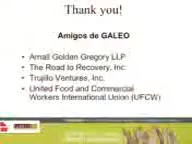 Thank you!
Amigos de GALEO
• Arnall Golden Gregory LLP
• The Road to Recovery, Inc
• Trujillo Ventures, Inc.
• United Food and Commercial
Workers International Union (UFCW)